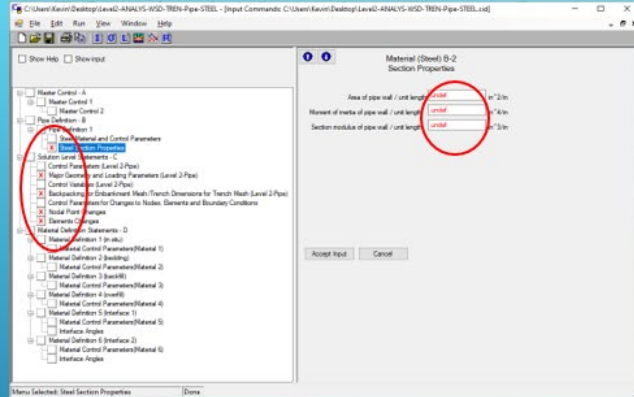 C:\Users\Kevin\Desktop\Level2-ANALYS-WSD-TREN-Pipe-STEEL - [Input Commands: C:\Users\Kevin\Desktop\Level2-ANALYS-WSD-TREN-Pipe-STEEL.cid]
File Edit Run View Window Help
Show Help Show input
Master Control - A
Master Control 1
Master Control 2
Pipe Definition - B
Pipe Definition 1
Steel Material and Control Parameters
X Steel Section Properties
Solution Level Statements - C
Control Parameters (Level 2-Pipe)
X Major Geometry and Loading Parameters (Level 2-Pipe)
Control Variables (Level 2-Pipe)
X Backpacking for Embankment Mesh/Trench Dimensions for Trench Mesh (Level 2-Pipe)
Control Parameters for Changes to Nodes, Elements and Boundary Conditions
X Nodal Point Changes
X Elements Changes
Material Definition Statements - D
Material Definition 1 (in situ)
Material Control Parameters(Material 1)
Material Definition 2 (bedding)
Material Control Parameters(Material 2)
Material Definition 3 (backfill)
Material Control Parameters(Material 3)
Material Definition 4 (overfill)
Material Control Parameters(Material 4)
Material Definition 5 (Interface 1)
Material Control Parameters(Material 5)
Interface Angles
Material Definition 6 (Interface 2)
Material Control Parameters(Material 6)
Interface Angles
Material (Steel) B-2
Section Properties
Area of pipe wall / unit length undef in^2/in
Moment of inertia of pipe wall / unit length undef in^4/in
Section modulus of pipe wall / unit length undef in^3/in
Accept Input Cancel
Menu Selected: Steel Section Properties Done